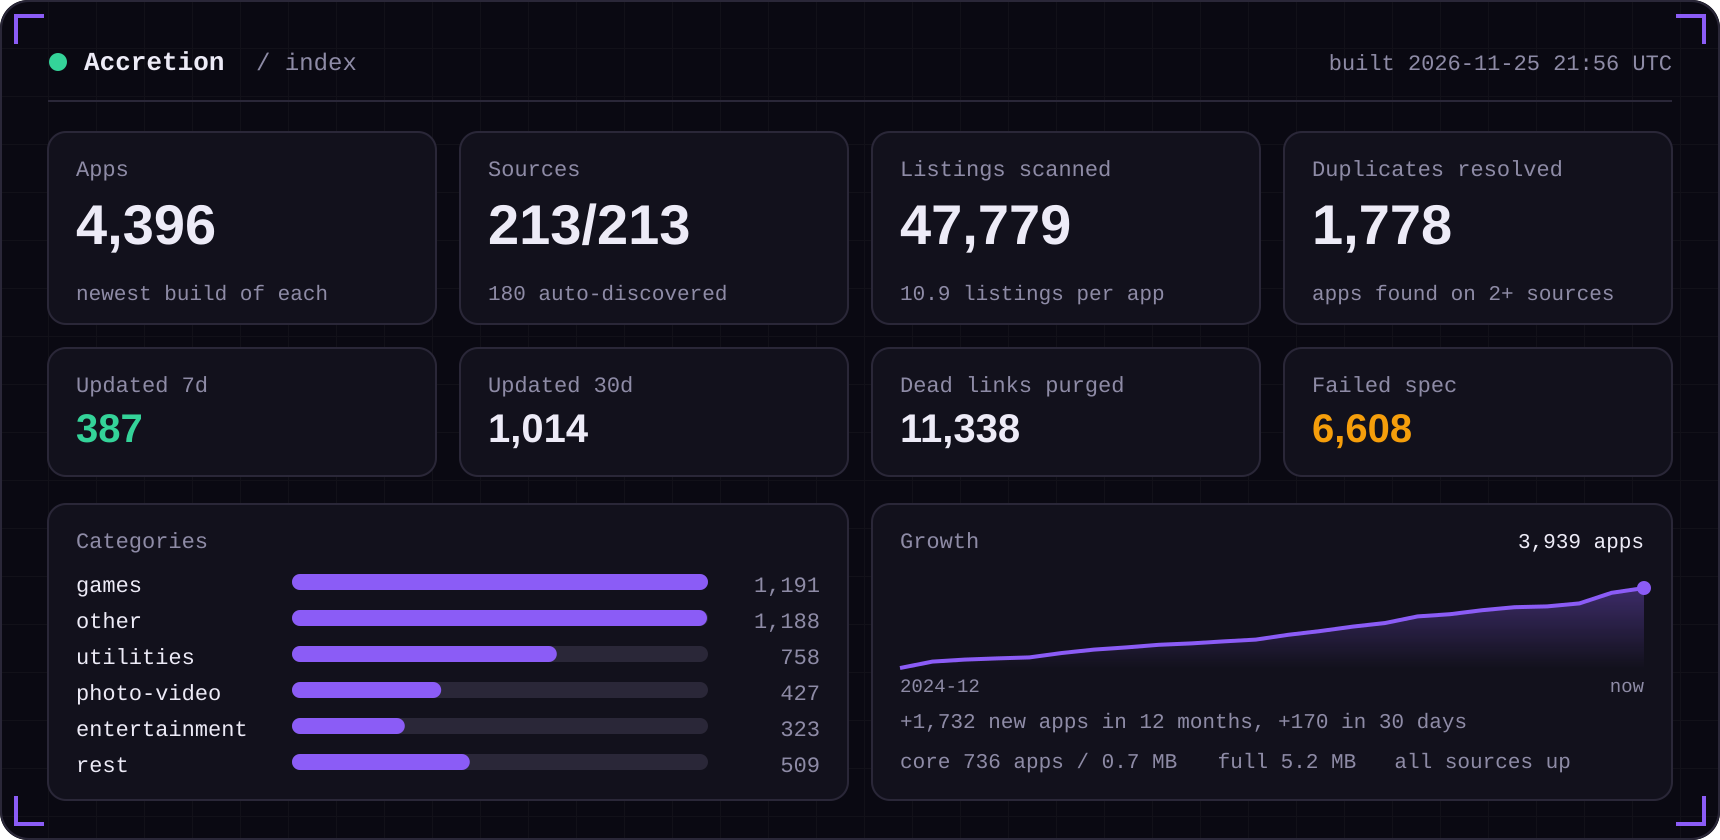 Accretion / index
built 2026-11-25 21:56 UTC
Apps
4,396
newest build of each
Sources
213/213
180 auto-discovered
Listings scanned
47,779
10.9 listings per app
Duplicates resolved
1,778
apps found on 2+ sources
Updated 7d
387
Updated 30d
1,014
Dead links purged
11,338
Failed spec
6,608
Categories
games 1,191
other 1,188
utilities 758
photo-video 427
entertainment 323
rest 509
Growth 3,939 apps
2024-12 now
+1,732 new apps in 12 months, +170 in 30 days
core 736 apps / 0.7 MB full 5.2 MB all sources up